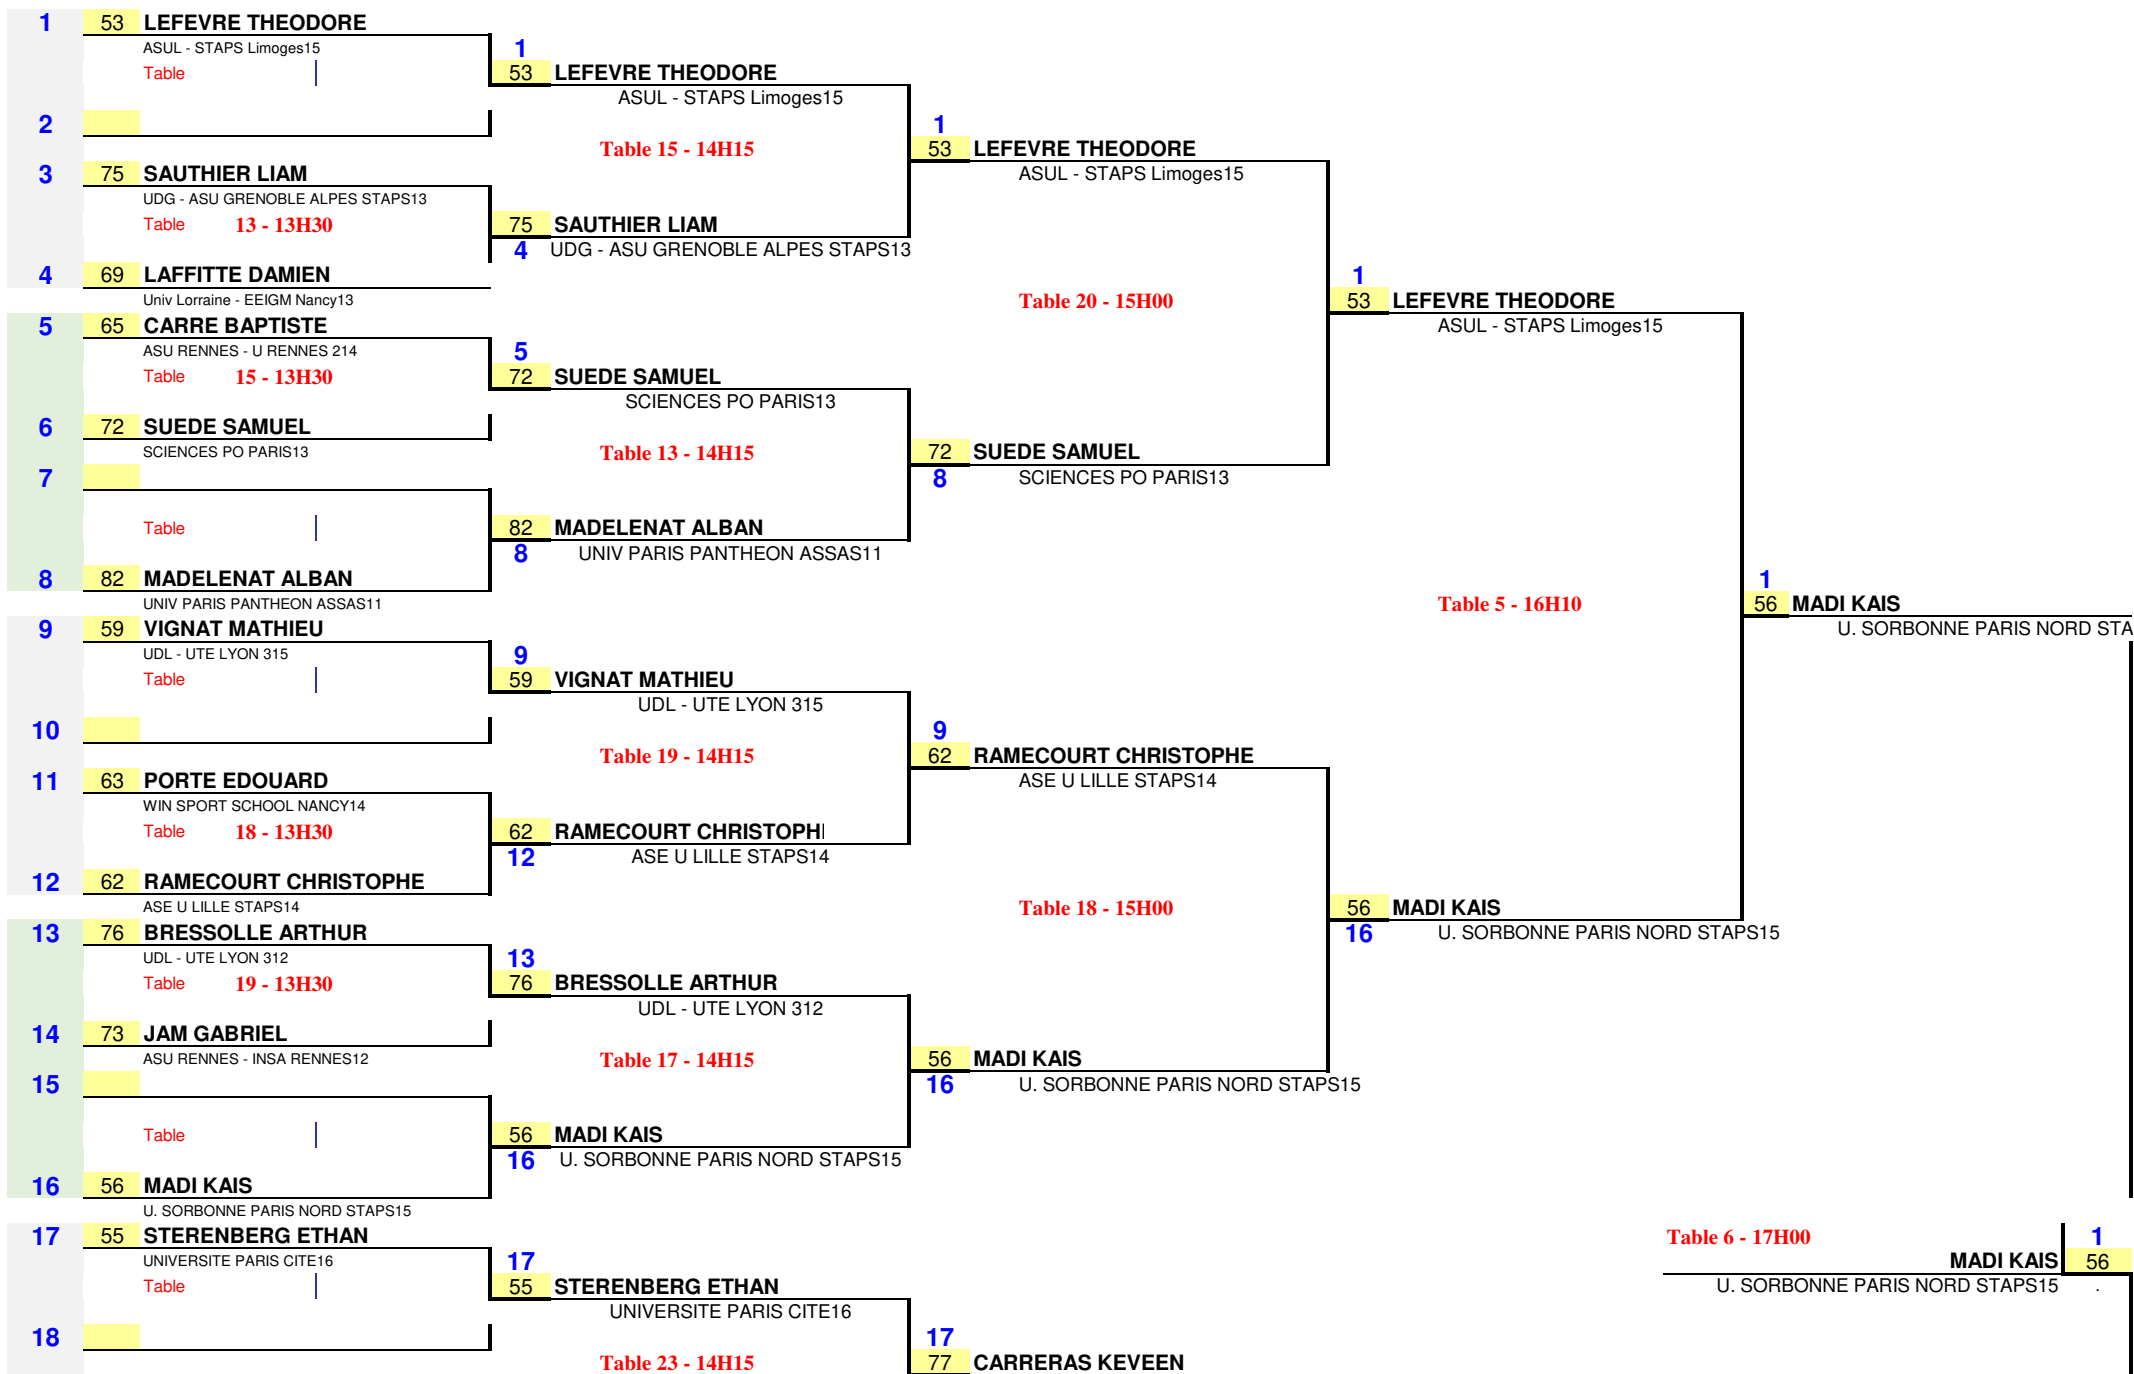 1 53 LEFEVRE THEODORE
ASUL - STAPS Limoges15
1
Table
53 LEFEVRE THEODORE
ASUL - STAPS Limoges15
2
1
Table 15 - 14H15
53 LEFEVRE THEODORE
3 75 SAUTHIER LIAM
ASUL - STAPS Limoges15
UDG - ASU GRENOBLE ALPES STAPS13
Table 13 - 13H30
75 SAUTHIER LIAM
4 UDG - ASU GRENOBLE ALPES STAPS13
4 69 LAFFITTE DAMIEN
1
Univ Lorraine - EEIGM Nancy13
Table 20 - 15H00
53 LEFEVRE THEODORE
5 65 CARRE BAPTISTE
ASUL - STAPS Limoges15
ASU RENNES - U RENNES 214
5
Table 15 - 13H30
72 SUEDE SAMUEL
SCIENCES PO PARIS13
6 72 SUEDE SAMUEL
SCIENCES PO PARIS13
Table 13 - 14H15
72 SUEDE SAMUEL
7
8 SCIENCES PO PARIS13
Table
82 MADELENAT ALBAN
8 UNIV PARIS PANTHEON ASSAS11
8 82 MADELENAT ALBAN
1
UNIV PARIS PANTHEON ASSAS11
Table 5 - 16H10
56 MADI KAIS
9 59 VIGNAT MATHIEU
U. SORBONNE PARIS NORD STA
UDL - UTE LYON 315
9
Table
59 VIGNAT MATHIEU
UDL - UTE LYON 315
10
9
Table 19 - 14H15
62 RAMECOURT CHRISTOPHE
11 63 PORTE EDOUARD
ASE U LILLE STAPS14
WIN SPORT SCHOOL NANCY14
Table 18 - 13H30
62 RAMECOURT CHRISTOPH
12 ASE U LILLE STAPS14
12 62 RAMECOURT CHRISTOPHE
ASE U LILLE STAPS14
Table 18 - 15H00
56 MADI KAIS
13 76 BRESSOLLE ARTHUR
16 U. SORBONNE PARIS NORD STAPS15
UDL - UTE LYON 312
13
Table 19 - 13H30
76 BRESSOLLE ARTHUR
UDL - UTE LYON 312
14 73 JAM GABRIEL
ASU RENNES - INSA RENNES12
Table 17 - 14H15
56 MADI KAIS
15
16 U. SORBONNE PARIS NORD STAPS15
Table
56 MADI KAIS
16 U. SORBONNE PARIS NORD STAPS15
16 56 MADI KAIS
U. SORBONNE PARIS NORD STAPS15
17 55 STERENBERG ETHAN
Table 6 - 17H00
1
UNIVERSITE PARIS CITE16
17
MADI KAIS 56
Table
55 STERENBERG ETHAN
U. SORBONNE PARIS NORD STAPS15 .
UNIVERSITE PARIS CITE16
18
17
Table 23 - 14H15
77 CARRERAS KEVEEN